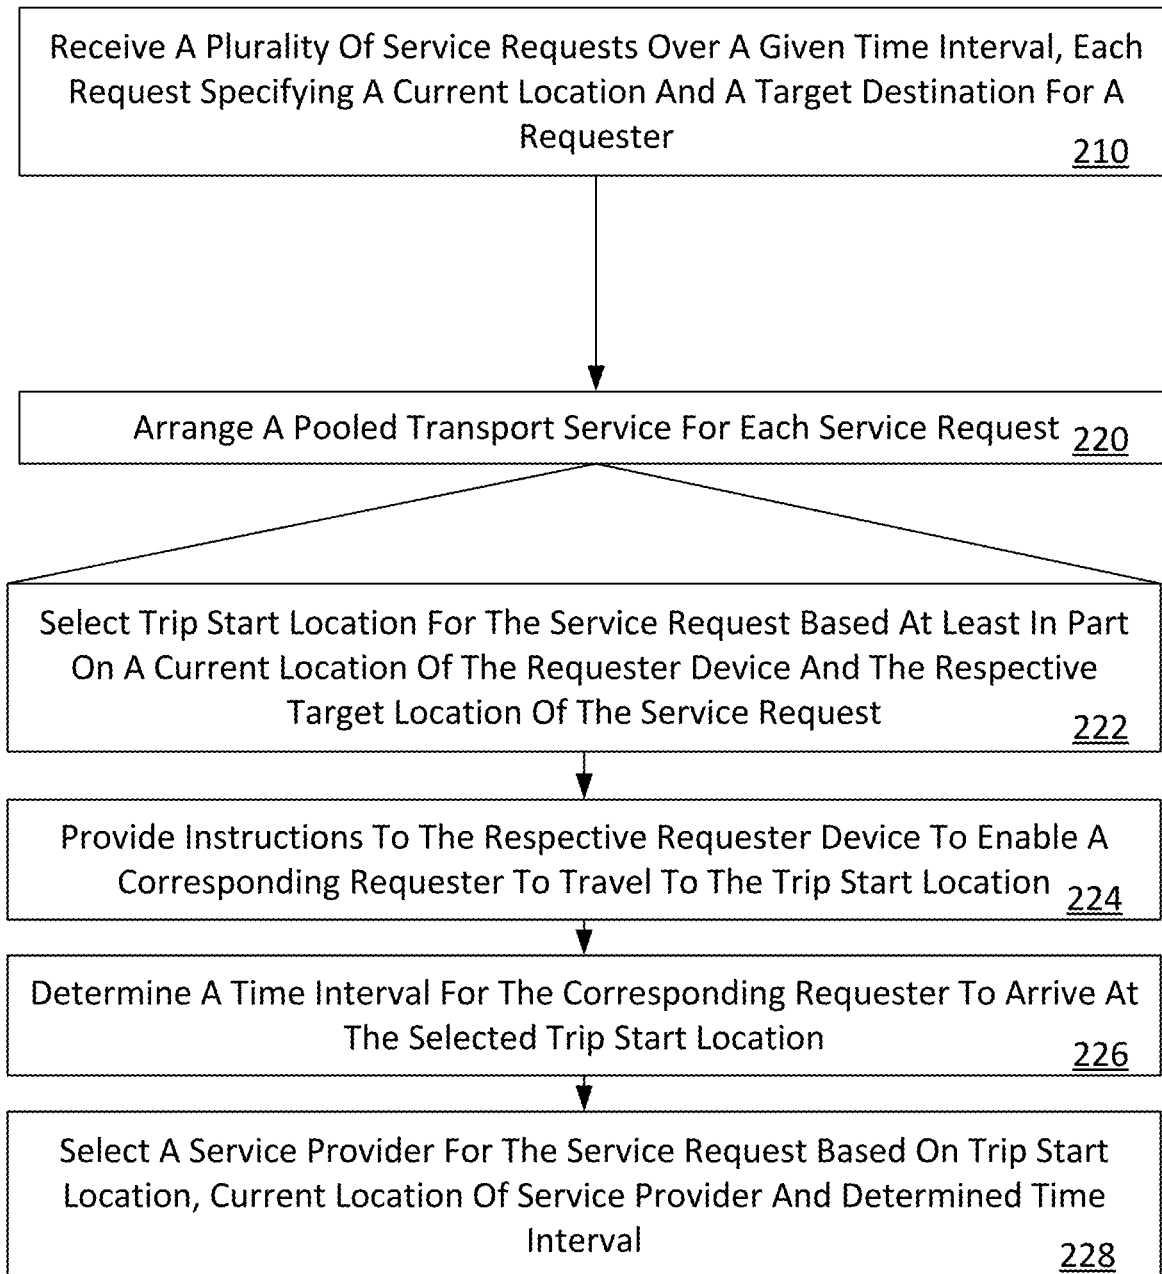 Receive A Plurality Of Service Requests Over A Given Time Interval, Each
Request Specifying A Current Location And A Target Destination For A
Requester
210
Arrange A Pooled Transport Service For Each Service Request
220
Select Trip Start Location For The Service Request Based At Least In Part
On A Current Location Of The Requester Device And The Respective
Target Location Of The Service Request
222
Provide Instructions To The Respective Requester Device To Enable A
Corresponding Requester To Travel To The Trip Start Location
224
Determine A Time Interval For The Corresponding Requester To Arrive At
The Selected Trip Start Location
226
Select A Service Provider For The Service Request Based On Trip Start
Location, Current Location Of Service Provider And Determined Time
Interval
228